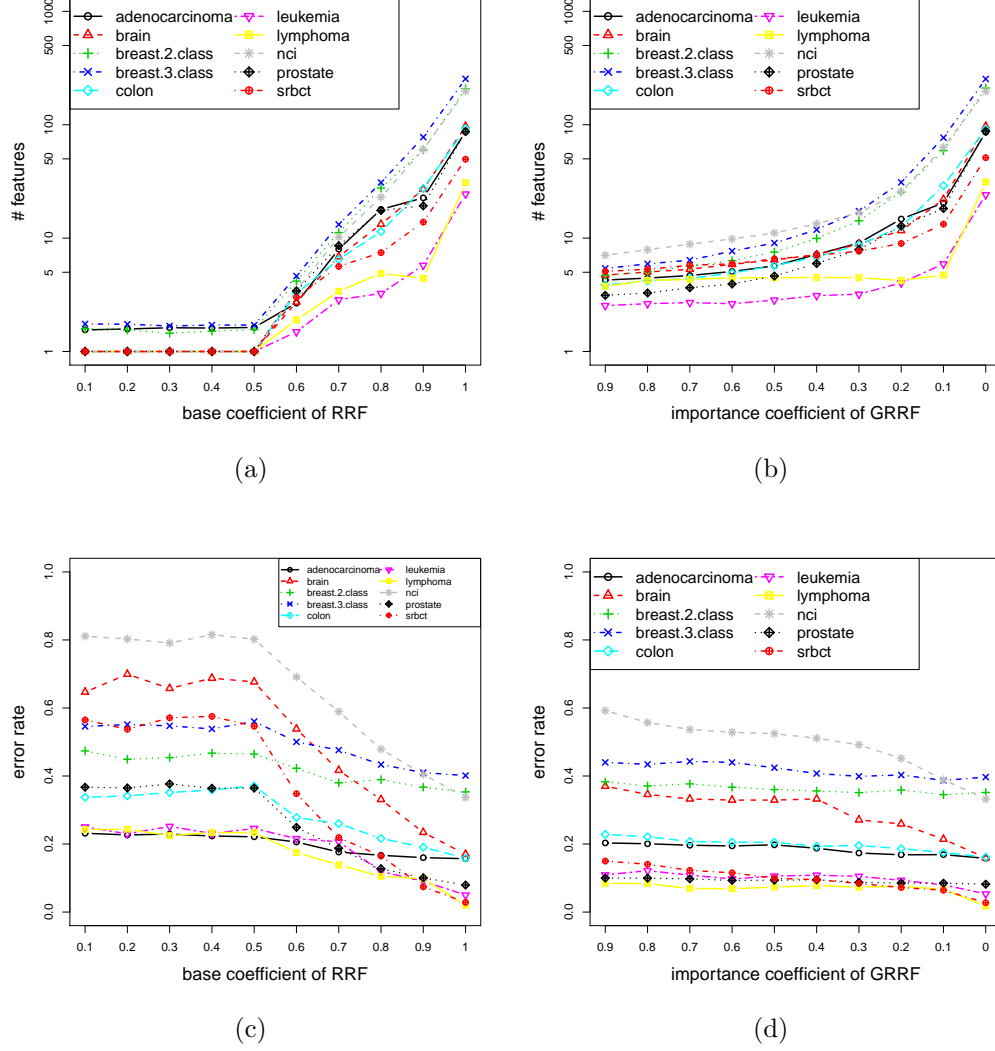 1000
500
100
50
10
5
1
# features
adenocarcinoma
brain
breast.2.class
breast.3.class
colon
leukemia
lymphoma
nci
prostate
srbct
0.1 0.2 0.3 0.4 0.5 0.6 0.7 0.8 0.9 1
base coefficient of RRF
(a)
1000
500
100
50
10
5
1
# features
adenocarcinoma
brain
breast.2.class
breast.3.class
colon
leukemia
lymphoma
nci
prostate
srbct
0.9 0.8 0.7 0.6 0.5 0.4 0.3 0.2 0.1 0
importance coefficient of GRRF
(b)
1.0
0.8
0.6
0.4
0.2
0.0
error rate
adenocarcinoma
brain
breast.2.class
breast.3.class
colon
leukemia
lymphoma
nci
prostate
srbct
0.1 0.2 0.3 0.4 0.5 0.6 0.7 0.8 0.9 1
base coefficient of RRF
(c)
1.0
0.8
0.6
0.4
0.2
0.0
error rate
adenocarcinoma
brain
breast.2.class
breast.3.class
colon
leukemia
lymphoma
nci
prostate
srbct
0.9 0.8 0.7 0.6 0.5 0.4 0.3 0.2 0.1 0
importance coefficient of GRRF
(d)